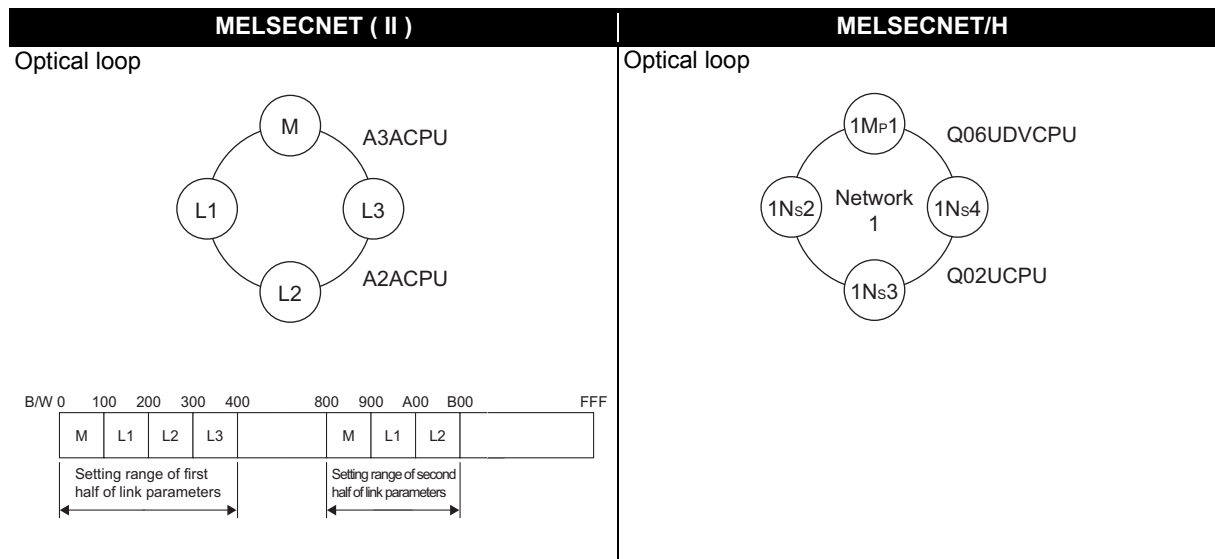 MELSECNET ( II )
MELSECNET/H
Optical loop
M
A3ACPU
L1
L3
L2
A2ACPU
B/W 0 100 200 300 400 800 900 A00 B00 FFF
M L1 L2 L3 M L1 L2
Setting range of first
half of link parameters
Setting range of second
half of link parameters
Optical loop
1MP1
Q06UDVCPU
1NS2
Network
1
1NS4
1NS3
Q02UCPU